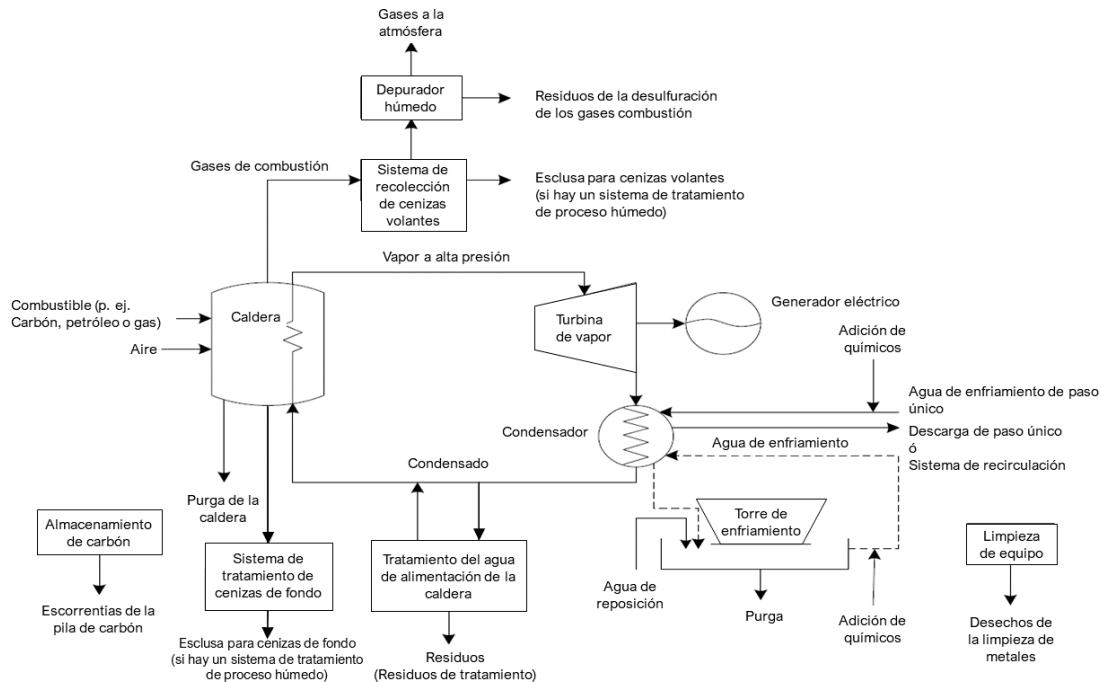 Gases a la
atmósfera
Depurador
húmedo
Residuos de la desulfuración
de los gases combustión
Gases de combustión
Sistema de
recolección
de cenizas
volantes
Esclusa para cenizas volantes
(si hay un sistema de tratamiento
de proceso húmedo)
Vapor a alta presión
Combustible (p. ej.
Carbón, petróleo o gas)
Aire
Caldera
Turbina
de vapor
Generador eléctrico
Adición de
químicos
Agua de enfriamiento de paso
único
Descarga de paso único
ó
Sistema de recirculación
Condensador
Agua de enfriamiento
Condensado
Purga de la
caldera
Almacenamiento
de carbón
Escorrentías de la
pila de carbón
Sistema de
tratamiento de
cenizas de fondo
Esclusa para cenizas de fondo
(si hay un sistema de tratamiento
de proceso húmedo)
Tratamiento del agua
de alimentación de la
caldera
Residuos
(Residuos de tratamiento)
Torre de
enfriamiento
Agua de
reposición
Purga
Adición de
químicos
Limpieza
de equipo
Desechos de
la limpieza de
metales